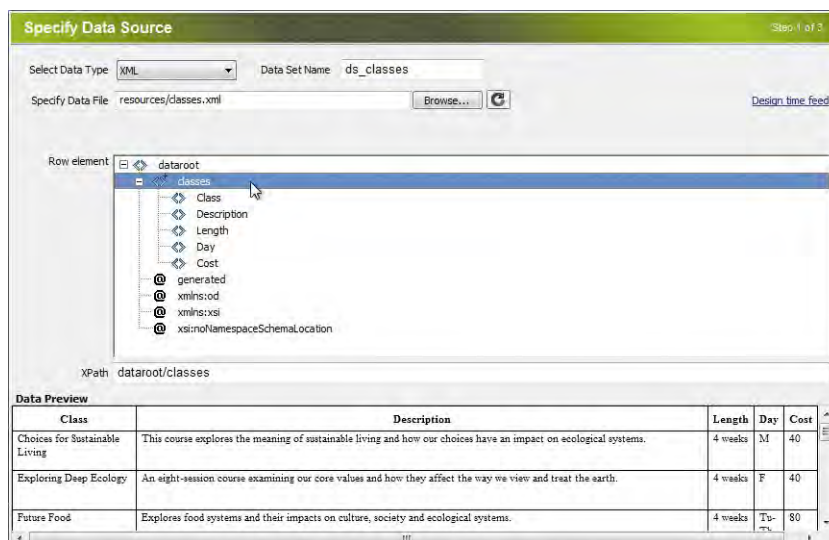 Specify Data Source Step 1 of 3
Select Data Type XML Data Set Name ds_classes
Specify Data File resources/classes.xml Browse... Design time feed
Row element dataroot
classes
Class
Description
Length
Day
Cost
@ generated
@ xmlns:od
@ xmlns:xsi
@ xsi:noNamespaceSchemaLocation
XPath dataroot/classes
Data Preview
Class Description Length Day Cost
Choices for Sustainable This course explores the meaning of sustainable living and how our choices have an impact on ecological systems. 4 weeks M 40
Living
Exploring Deep Ecology An eight-session course examining our core values and how they affect the way we view and treat the earth. 4 weeks F 40
Future Food Explores food systems and their impacts on culture, society and ecological systems. 4 weeks Tu- 80